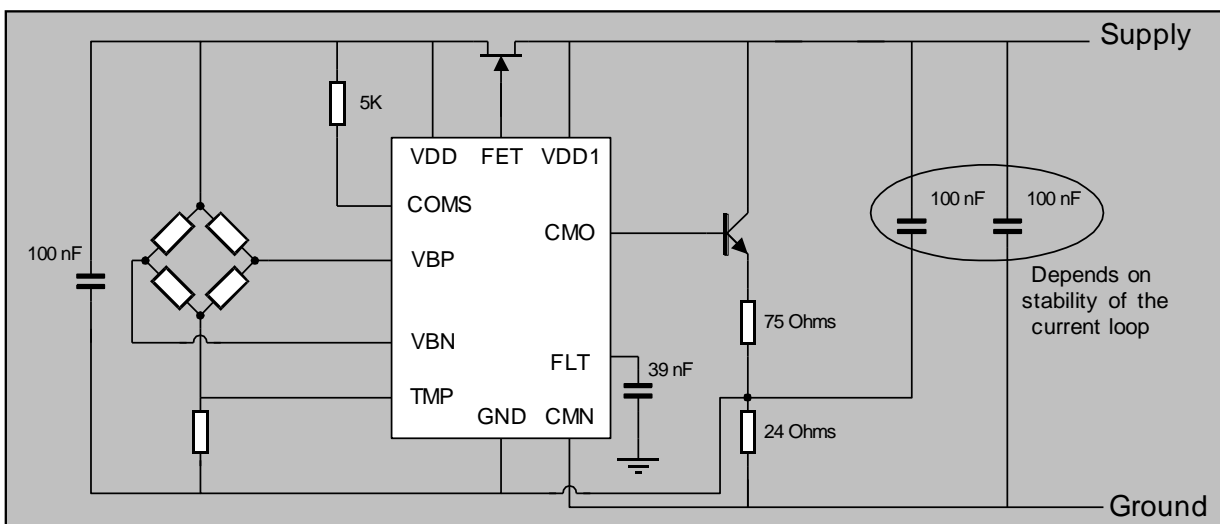 Supply
5K
VDD FET VDD1
COMS
100 nF 100 nF
CMO
100 nF
VBP
Depends on
stability of the
current loop
75 Ohms
VBN
FLT
39 nF
TMP
GND CMN
24 Ohms
Ground